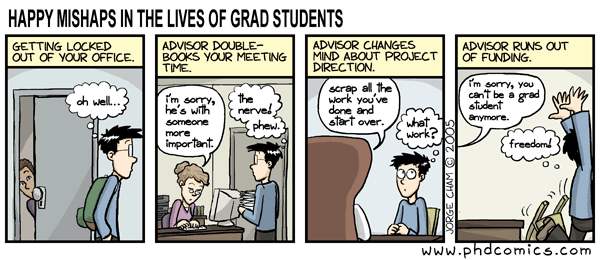 HAPPY MISHAPS IN THE LIVES OF GRAD STUDENTS
GETTING LOCKED
OUT OF YOUR OFFICE.
oh well...
ADVISOR DOUBLE-
BOOKS YOUR MEETING
TIME.
i'm sorry,
he's with
someone
more
important.
the
nerve!
phew.
ADVISOR CHANGES
MIND ABOUT PROJECT
DIRECTION.
scrap all the
work you've
done and
start over.
what
work?
JORGE CHAM © 2005
ADVISOR RUNS OUT
OF FUNDING.
i'm sorry, you
can't be a grad
student
anymore.
freedom!
www.phdcomics.com